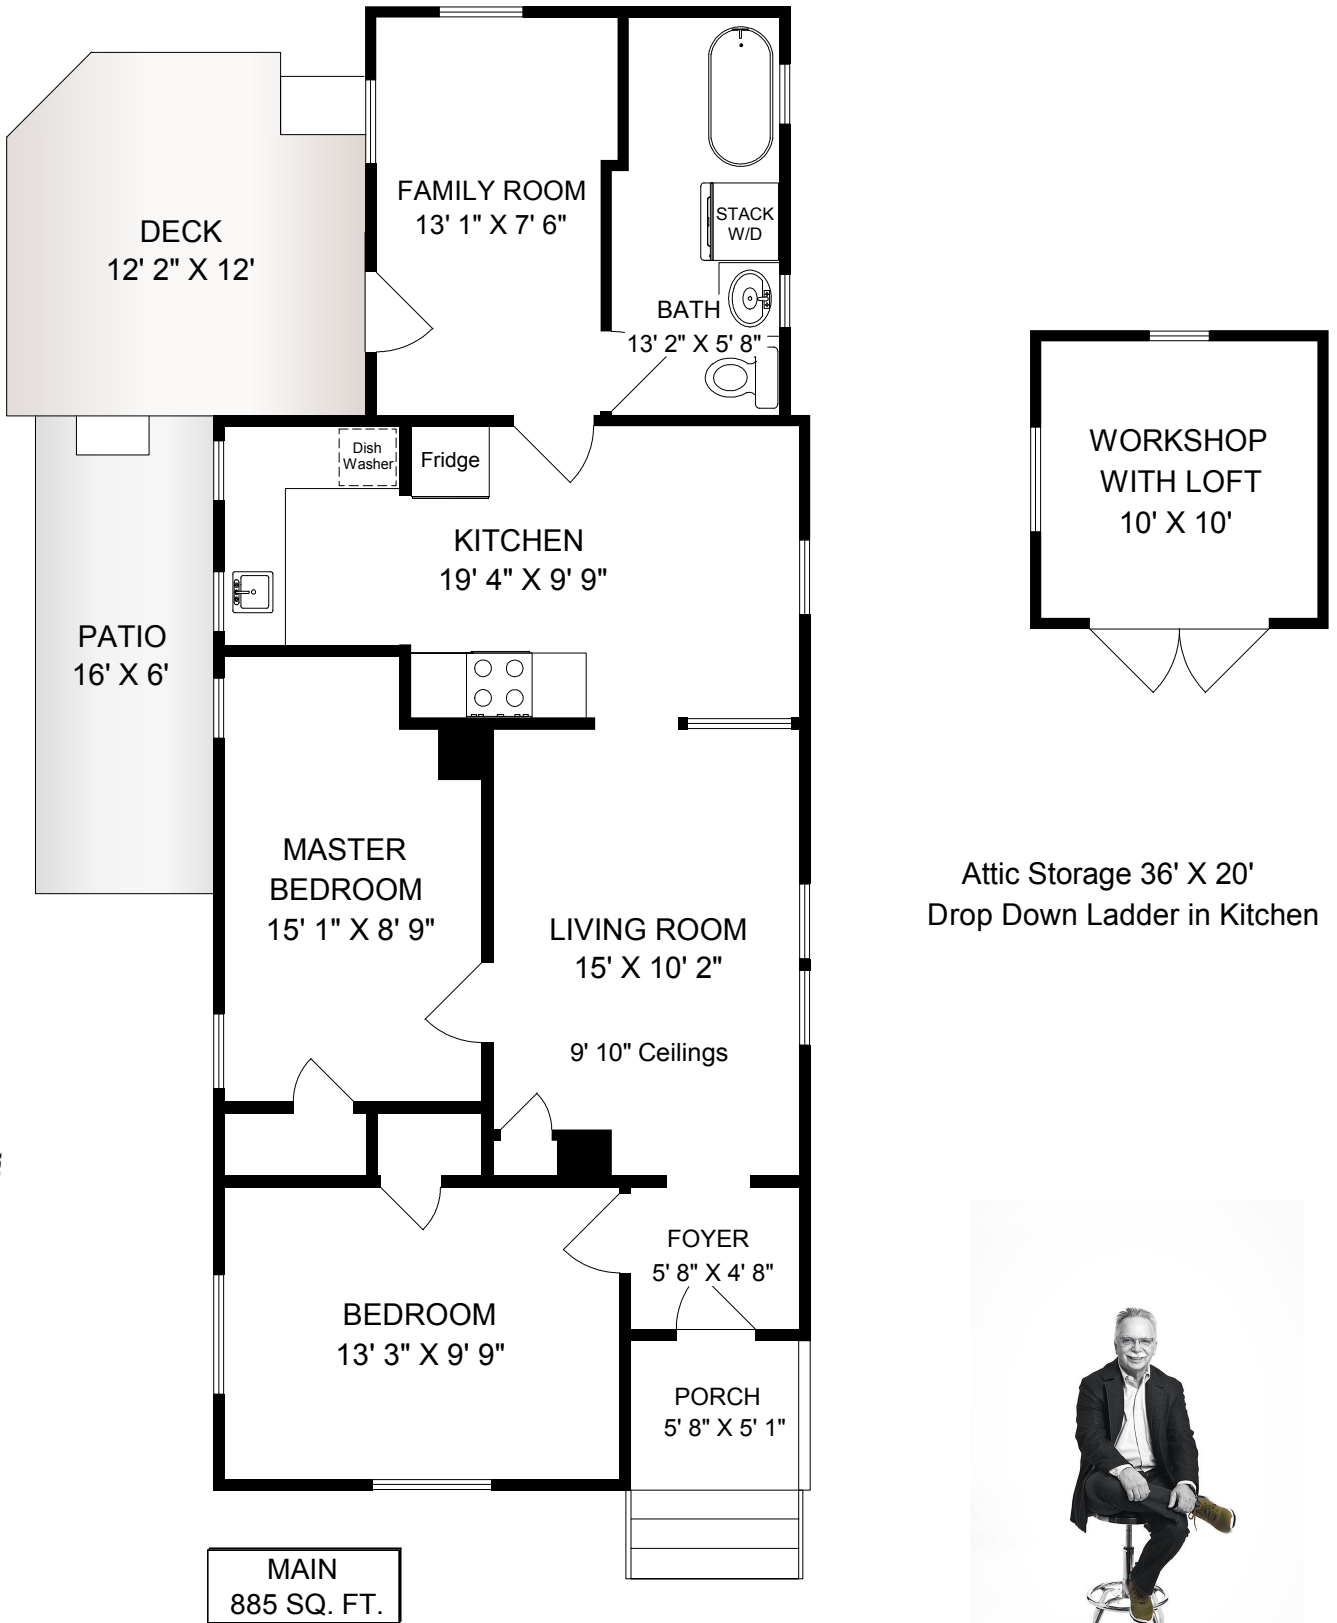 FAMILY ROOM
13' 1" X 7' 6"
DECK
12' 2" X 12'
STACK
W/D
BATH
13' 2" X 5' 8"
Dish
Washer
Fridge
KITCHEN
19' 4" X 9' 9"
WORKSHOP
WITH LOFT
10' X 10'
PATIO
16' X 6'
MASTER
BEDROOM
15' 1" X 8' 9"
LIVING ROOM
15' X 10' 2"
9' 10" Ceilings
Attic Storage 36' X 20'
Drop Down Ladder in Kitchen
FOYER
5' 8" X 4' 8"
BEDROOM
13' 3" X 9' 9"
PORCH
5' 8" X 5' 1"
MAIN
885 SQ. FT.